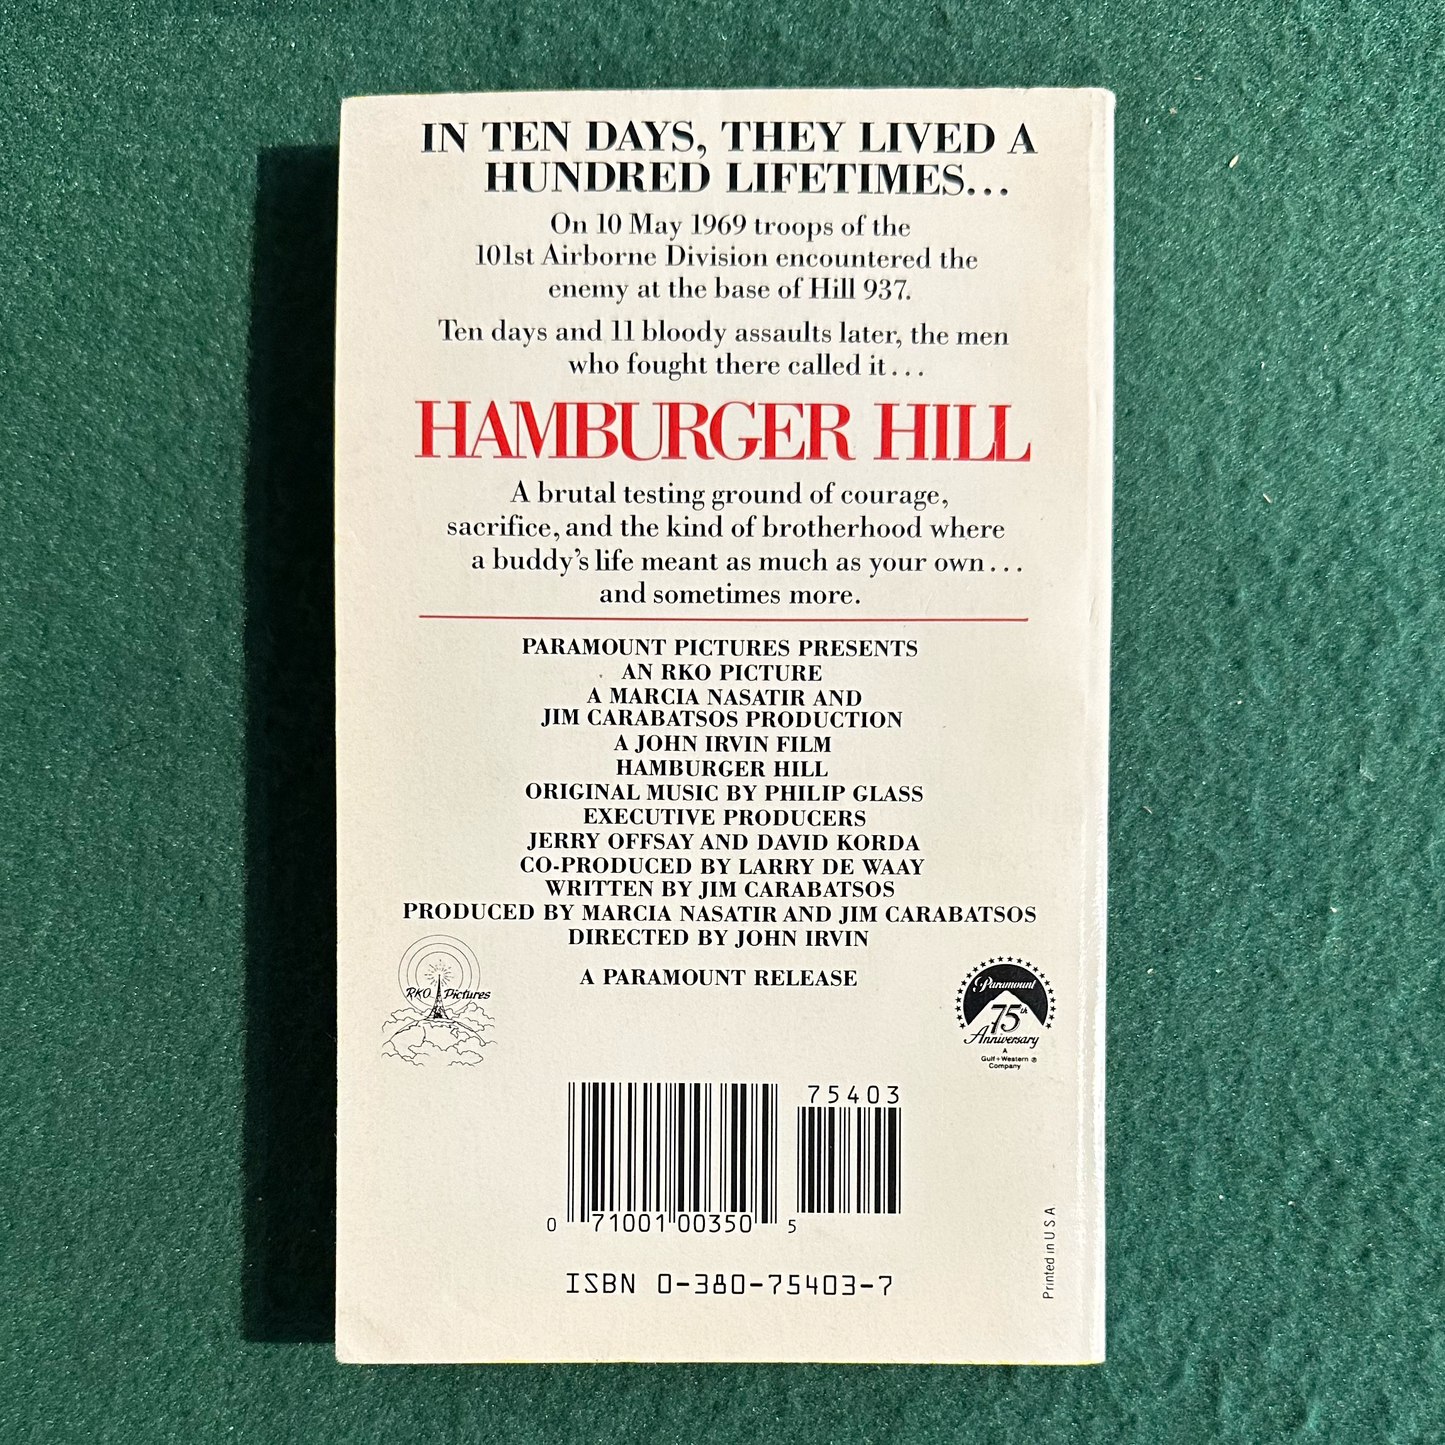 IN TEN DAYS, THEY LIVED A
HUNDRED LIFETIMES...
On 10 May 1969 troops of the
101st Airborne Division encountered the
enemy at the base of Hill 937.
Ten days and 11 bloody assaults later, the men
who fought there called it...
HAMBURGER HILL
A brutal testing ground of courage,
sacrifice, and the kind of brotherhood where
a buddy's life meant as much as your own...
and sometimes more.
PARAMOUNT PICTURES PRESENTS
AN RKO PICTURE
A MARCIA NASATIR AND
JIM CARABATSOS PRODUCTION
A JOHN IRVIN FILM
HAMBURGER HILL
ORIGINAL MUSIC BY PHILIP GLASS
EXECUTIVE PRODUCERS
JERRY OFFSAY AND DAVID KORDA
CO-PRODUCED BY LARRY DE WAAY
WRITTEN BY JIM CARABATSOS
PRODUCED BY MARCIA NASATIR AND JIM CARABATSOS
DIRECTED BY JOHN IRVIN
A PARAMOUNT RELEASE
RKO Pictures
Paramount
75th
Anniversary
A
Gulf+Western ®
Company
75403
0 71001 00350 5
ISBN 0-380-75403-7
Printed in U S A